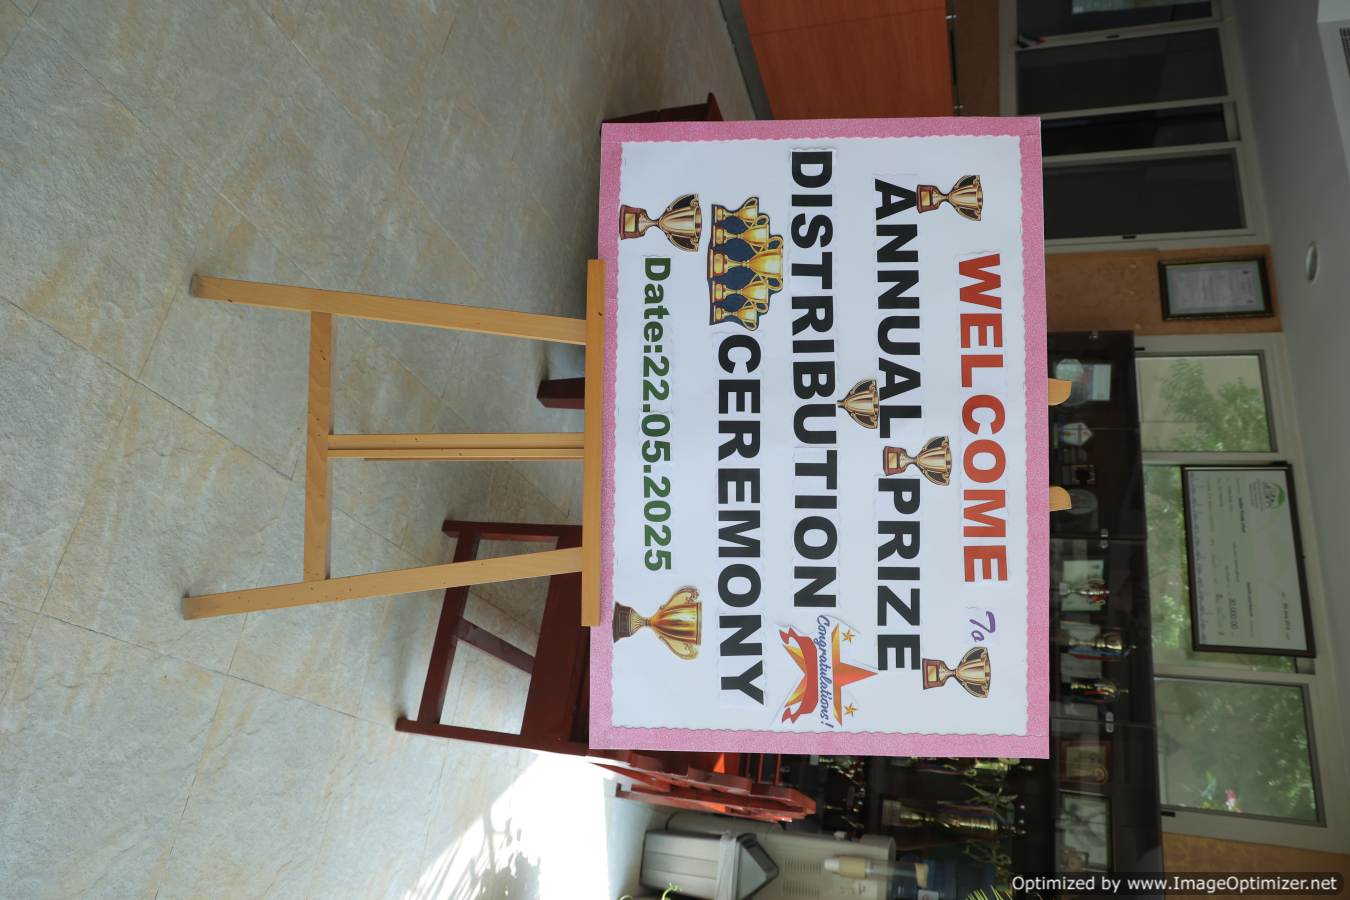 WELCOME To
ANNUAL PRIZE
DISTRIBUTION
Congratulations!
CEREMONY
Date:22.05.2025
Optimized by www.ImageOptimizer.net